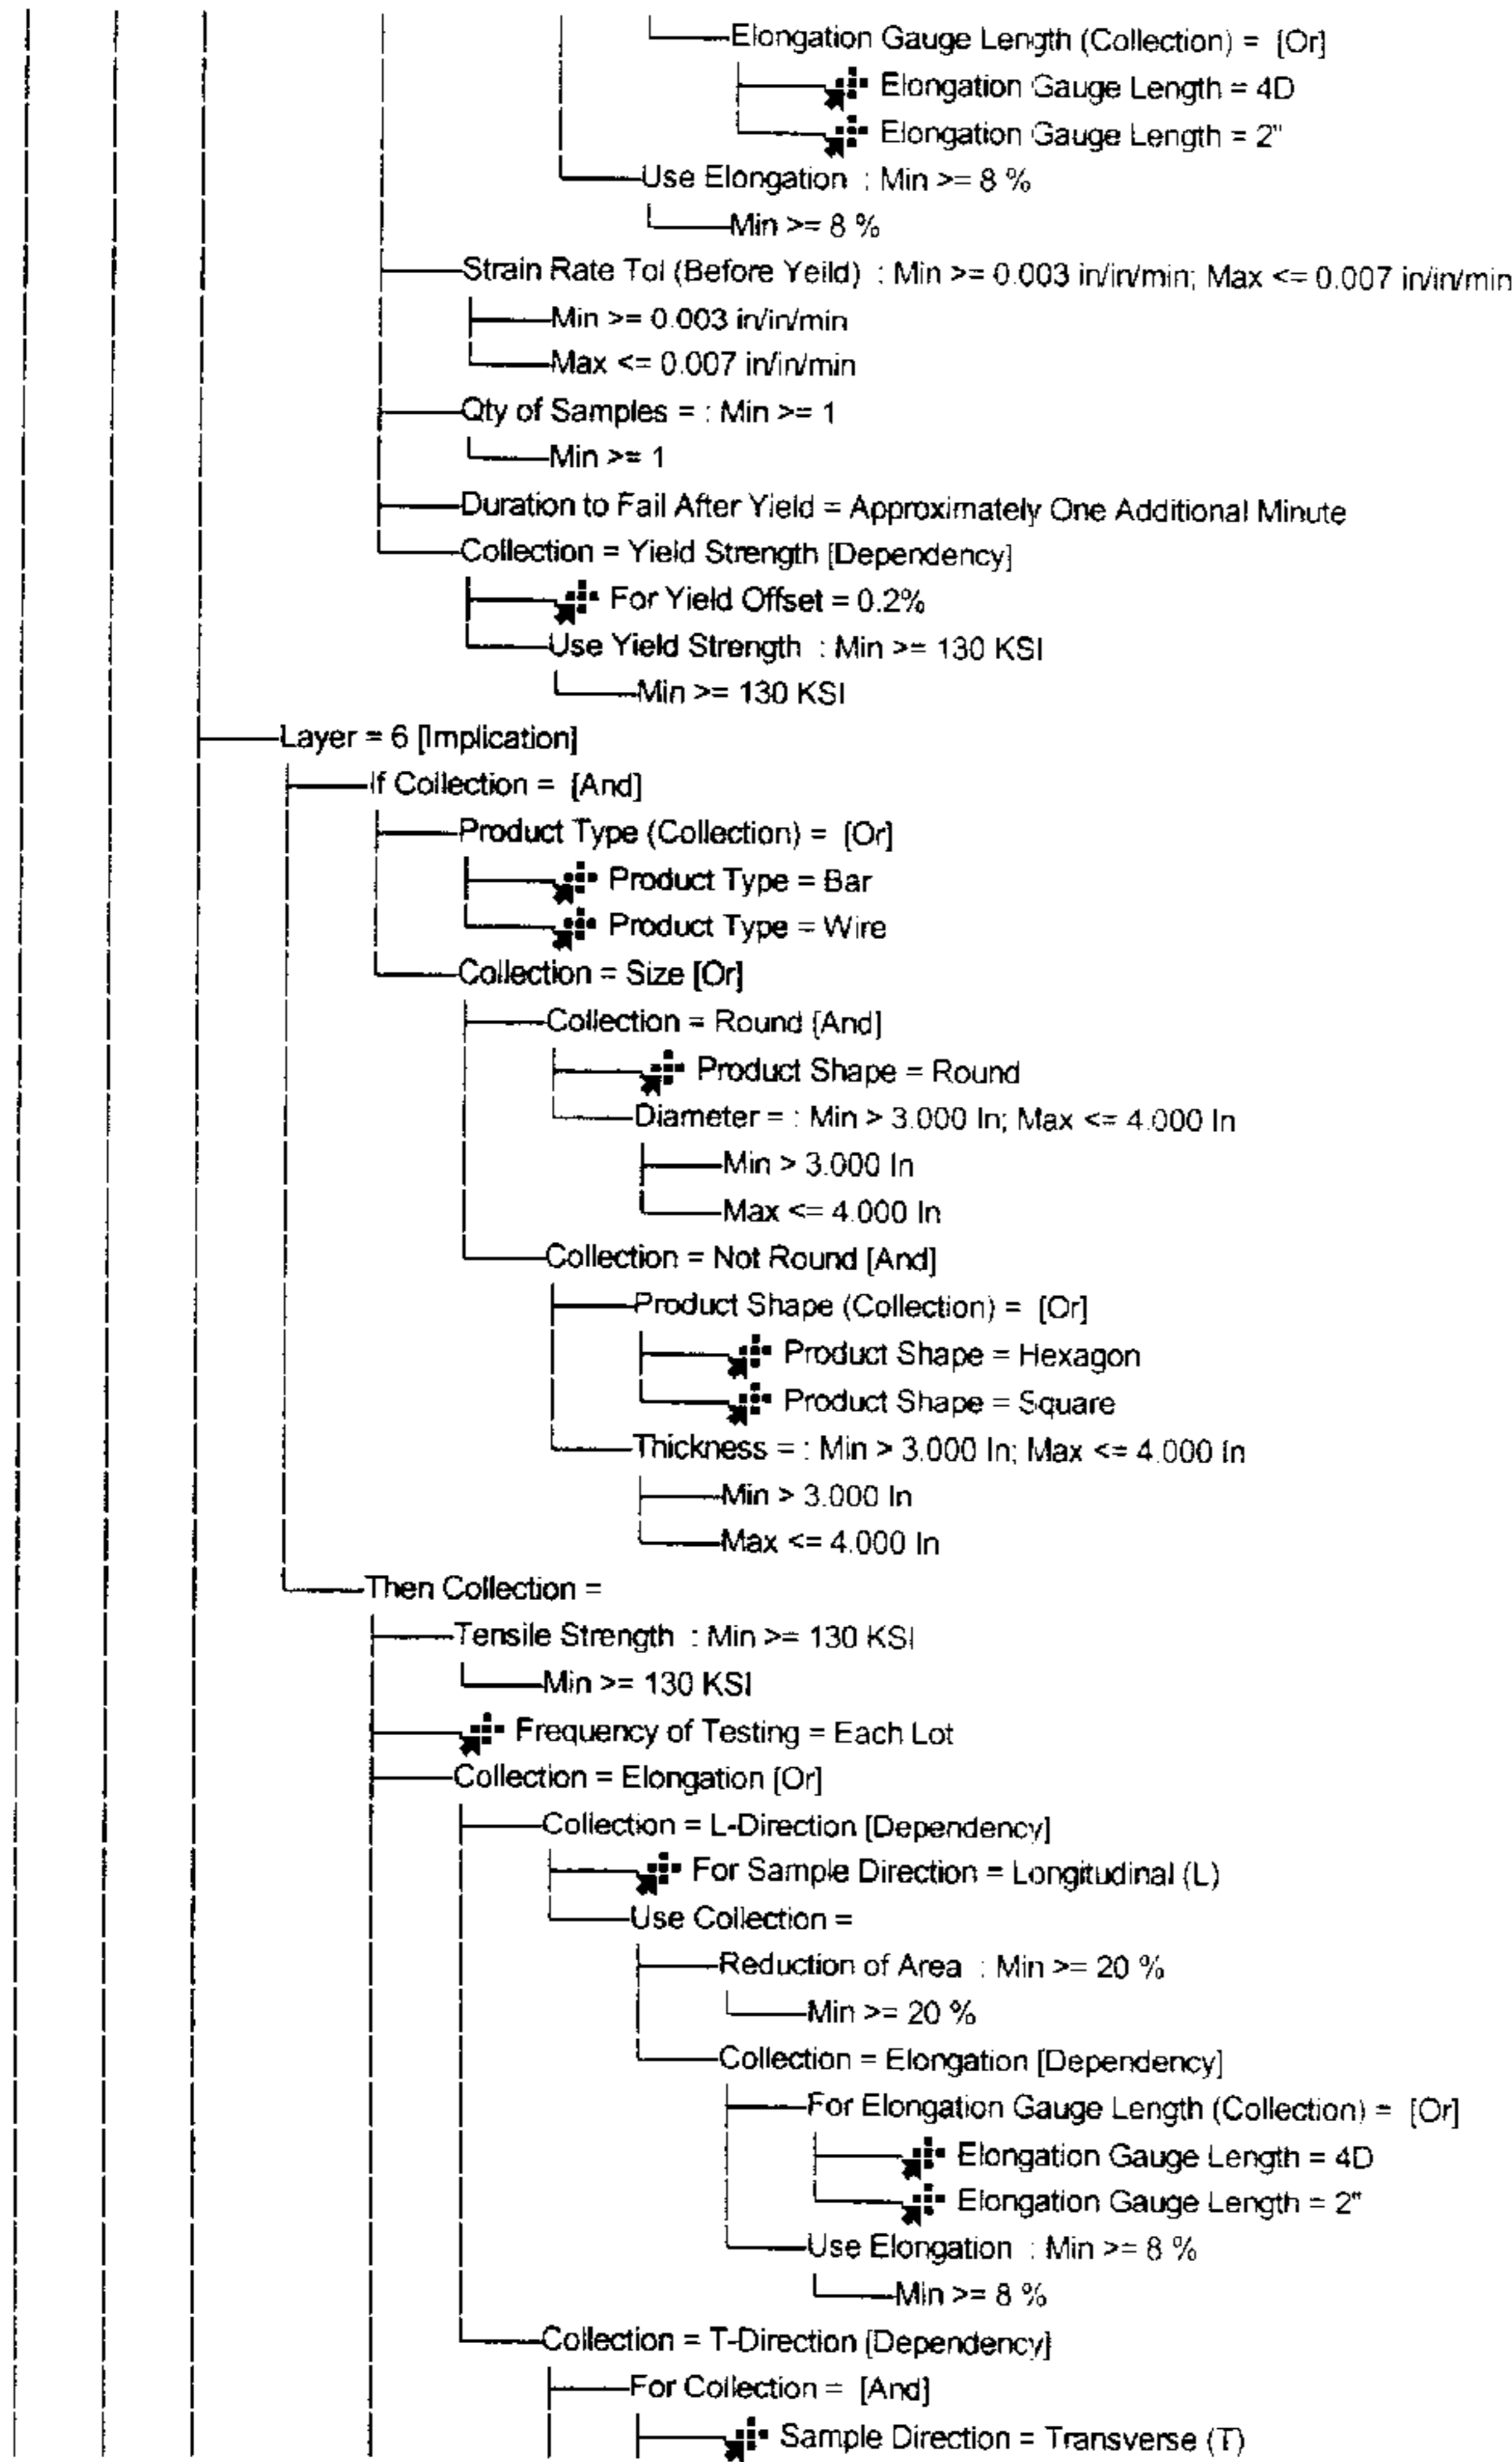 Elongation Gauge Length (Collection) = [Or]
Elongation Gauge Length = 4D
Elongation Gauge Length = 2"
Use Elongation : Min >= 8 %
Min >= 8 %
Strain Rate Tol (Before Yeild) : Min >= 0.003 in/in/min; Max <= 0.007 in/in/min
Min >= 0.003 in/in/min
Max <= 0.007 in/in/min
Qty of Samples = : Min >= 1
Min >= 1
Duration to Fail After Yield = Approximately One Additional Minute
Collection = Yield Strength [Dependency]
For Yield Offset = 0.2%
Use Yield Strength : Min >= 130 KSI
Min >= 130 KSI
Layer = 6 [Implication]
If Collection = [And]
Product Type (Collection) = [Or]
Product Type = Bar
Product Type = Wire
Collection = Size [Or]
Collection = Round [And]
Product Shape = Round
Diameter = : Min > 3.000 In; Max <= 4.000 In
Min > 3.000 In
Max <= 4.000 In
Collection = Not Round [And]
Product Shape (Collection) = [Or]
Product Shape = Hexagon
Product Shape = Square
Thickness = : Min > 3.000 In; Max <= 4.000 In
Min > 3.000 In
Max <= 4.000 In
Then Collection =
Tensile Strength : Min >= 130 KSI
Min >= 130 KSI
Frequency of Testing = Each Lot
Collection = Elongation [Or]
Collection = L-Direction [Dependency]
For Sample Direction = Longitudinal (L)
Use Collection =
Reduction of Area : Min >= 20 %
Min >= 20 %
Collection = Elongation [Dependency]
For Elongation Gauge Length (Collection) = [Or]
Elongation Gauge Length = 4D
Elongation Gauge Length = 2"
Use Elongation : Min >= 8 %
Min >= 8 %
Collection = T-Direction [Dependency]
For Collection = [And]
Sample Direction = Transverse (T)